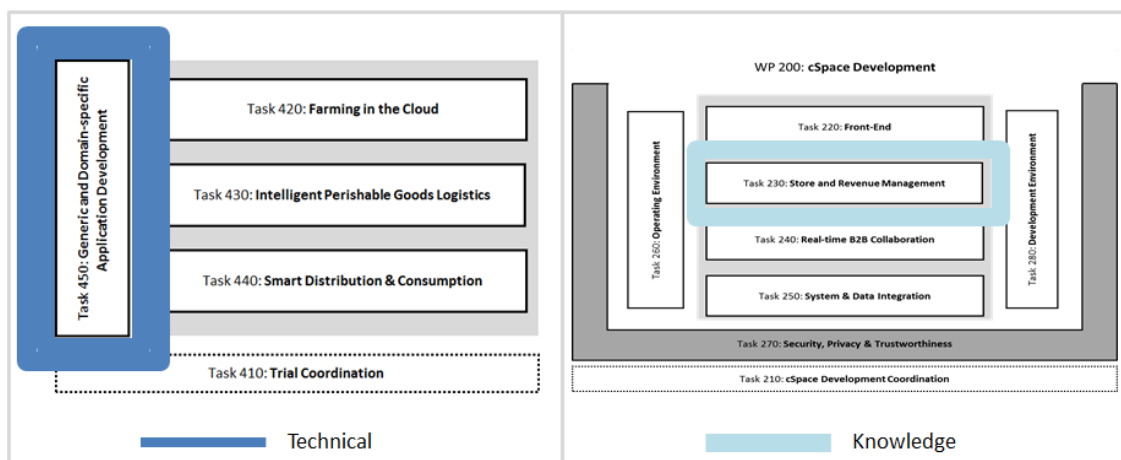 Task 450: Generic and Domain-specific
Application Development
Task 420: Farming in the Cloud
Task 430: Intelligent Perishable Goods Logistics
Task 440: Smart Distribution & Consumption
Task 410: Trial Coordination
Technical
WP 200: cSpace Development
Task 260: Operating Environment
Task 220: Front-End
Task 230: Store and Revenue Management
Task 240: Real-time B2B Collaboration
Task 250: System & Data Integration
Task 280: Development Environment
Task 270: Security, Privacy & Trustworthiness
Task 210: cSpace Development Coordination
Knowledge